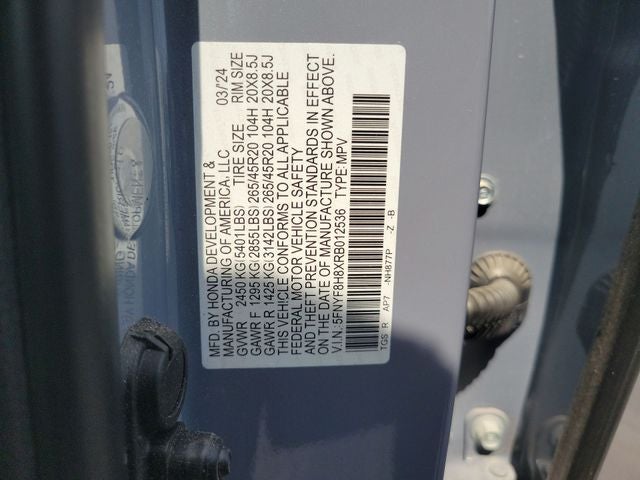 MFD. BY HONDA DEVELOPMENT &
MANUFACTURING OF AMERICA, LLC 03/'24
GVWR 2450 KG(5401LBS) TIRE SIZE RIM SIZE
GAWR F 1295 KG(2855LBS) 265/45R20 104H 20X8.5J
GAWR R 1425 KG(3142LBS) 265/45R20 104H 20X8.5J
THIS VEHICLE CONFORMS TO ALL APPLICABLE
FEDERAL MOTOR VEHICLE SAFETY
AND THEFT PREVENTION STANDARDS IN EFFECT
ON THE DATE OF MANUFACTURE SHOWN ABOVE.
V.I.N.:5FNYF8H8XRB012536 TYPE:MPV
TGS R AP7 -NH877P -Z -B